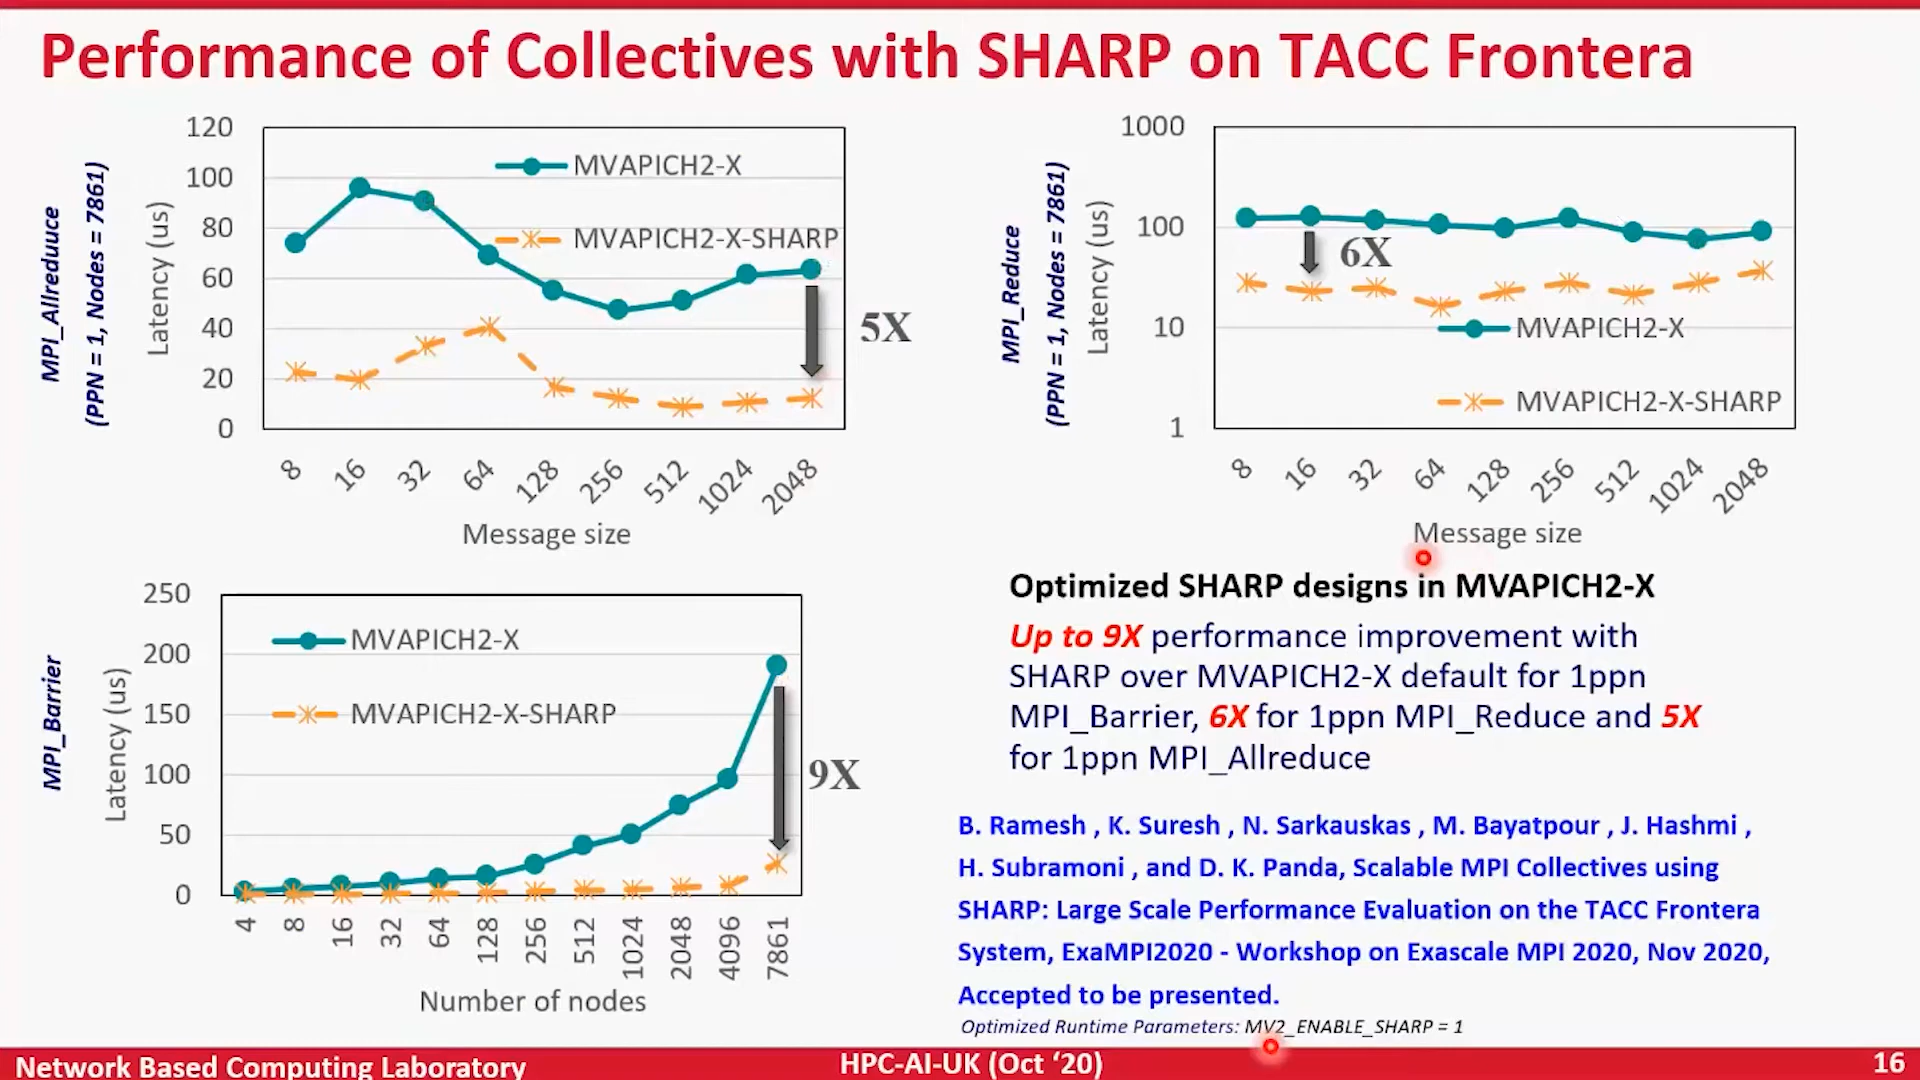 Performance of Collectives with SHARP on TACC Frontera
MPI_Allreduuce
(PPN = 1, Nodes = 7861)
Latency (us)
120
100
80
60
40
20
0
MVAPICH2-X
MVAPICH2-X-SHARP
5X
8 16 32 64 128 256 512 1024 2048
Message size
MPI_Reduce
(PPN = 1, Nodes = 7861)
Latency (us)
1000
100
10
1
6X
MVAPICH2-X
MVAPICH2-X-SHARP
8 16 32 64 128 256 512 1024 2048
Message size
MPI_Barrier
Latency (us)
250
200
150
100
50
0
MVAPICH2-X
MVAPICH2-X-SHARP
9X
4 8 16 32 64 128 256 512 1024 2048 4096 7861
Number of nodes
Optimized SHARP designs in MVAPICH2-X
Up to 9X performance improvement with
SHARP over MVAPICH2-X default for 1ppn
MPI_Barrier, 6X for 1ppn MPI_Reduce and 5X
for 1ppn MPI_Allreduce
B. Ramesh , K. Suresh , N. Sarkauskas , M. Bayatpour , J. Hashmi ,
H. Subramoni , and D. K. Panda, Scalable MPI Collectives using
SHARP: Large Scale Performance Evaluation on the TACC Frontera
System, ExaMPI2020 - Workshop on Exascale MPI 2020, Nov 2020,
Accepted to be presented.
Optimized Runtime Parameters: MV2_ENABLE_SHARP = 1
Network Based Computing Laboratory
HPC-AI-UK (Oct ‘20)
16